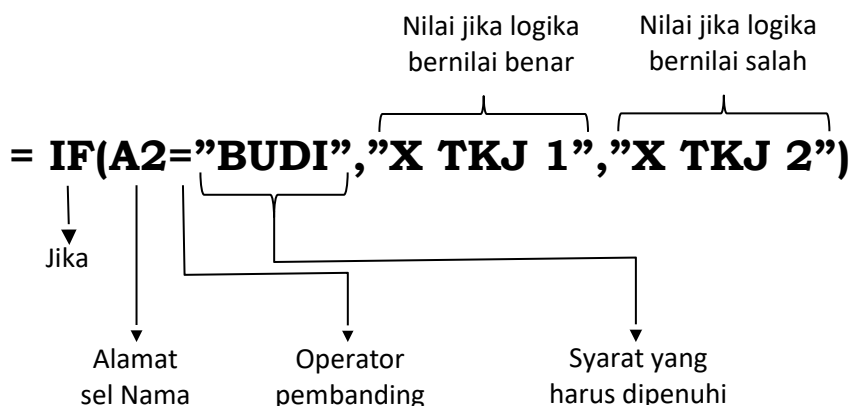 Nilai jika logika
bernilai benar
Nilai jika logika
bernilai salah
= IF(A2=”BUDI”,”X TKJ 1”,”X TKJ 2”)
Jika
Alamat
sel Nama
Operator
pembanding
Syarat yang
harus dipenuhi